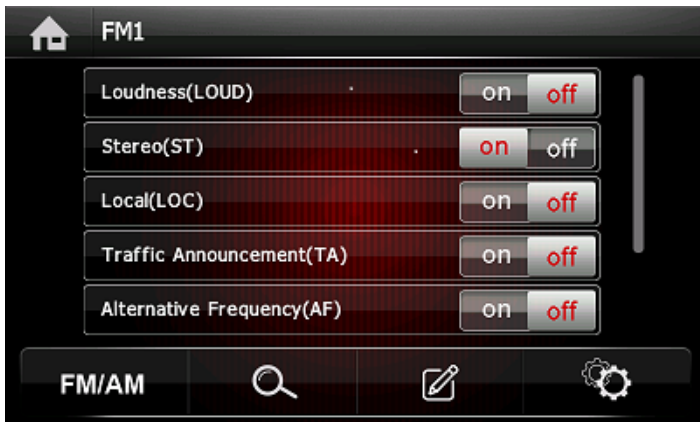 FM1
Loudness(LOUD) on off
Stereo(ST) on off
Local(LOC) on off
Traffic Announcement(TA) on off
Alternative Frequency(AF) on off
FM/AM